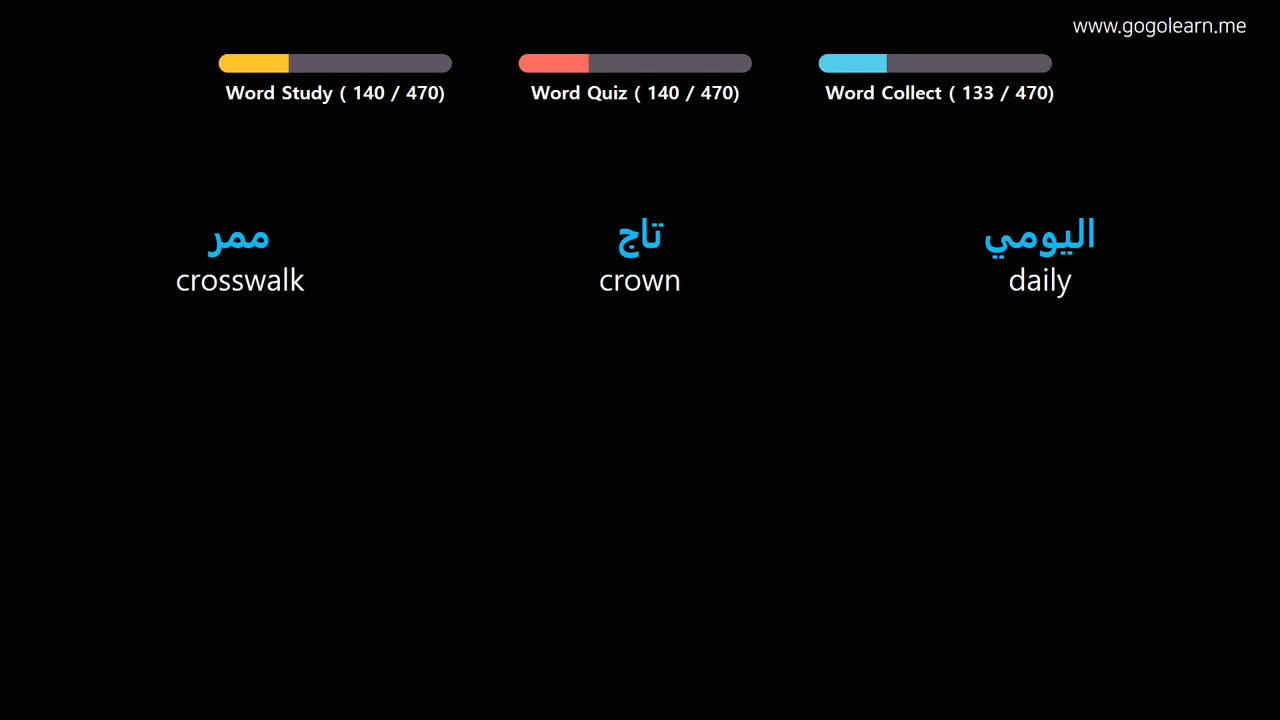 www.gogolearn.me
Word Study ( 140 / 470)
Word Quiz ( 140 / 470)
Word Collect ( 133 / 470)
ممر
crosswalk
تاج
crown
اليومي
daily